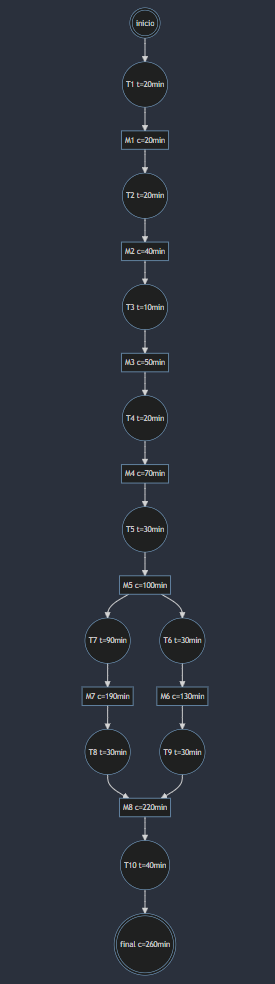 inicio
T1 t=20min
M1 c=20min
T2 t=20min
M2 c=40min
T3 t=10min
M3 c=50min
T4 t=20min
M4 c=70min
T5 t=30min
M5 c=100min
T7 t=90min
T6 t=30min
M7 c=190min
M6 c=130min
T8 t=30min
T9 t=30min
M8 c=220min
T10 t=40min
final c=260min